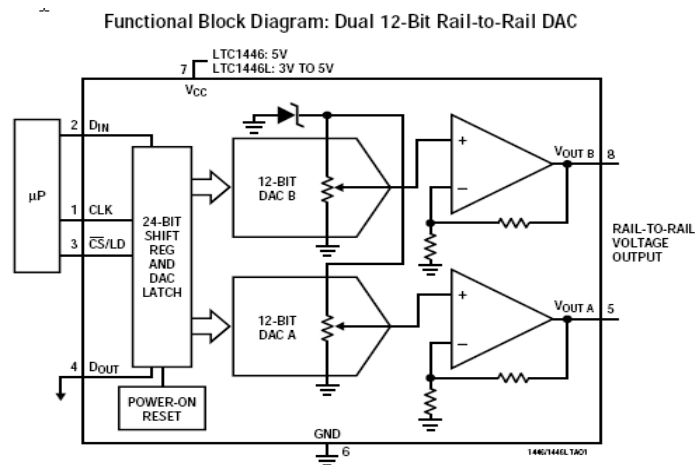 Functional Block Diagram: Dual 12-Bit Rail-to-Rail DAC
LTC1446: 5V
LTC1446L: 3V TO 5V
7
VCC
2
DIN
µP
1
CLK
3
CS/LD
24-BIT
SHIFT
REG
AND
DAC
LATCH
12-BIT
DAC B
+
−
VOUT B
8
RAIL-TO-RAIL
VOLTAGE
OUTPUT
12-BIT
DAC A
+
−
VOUT A
5
4
DOUT
POWER-ON
RESET
GND
6
1446/1446L TA01